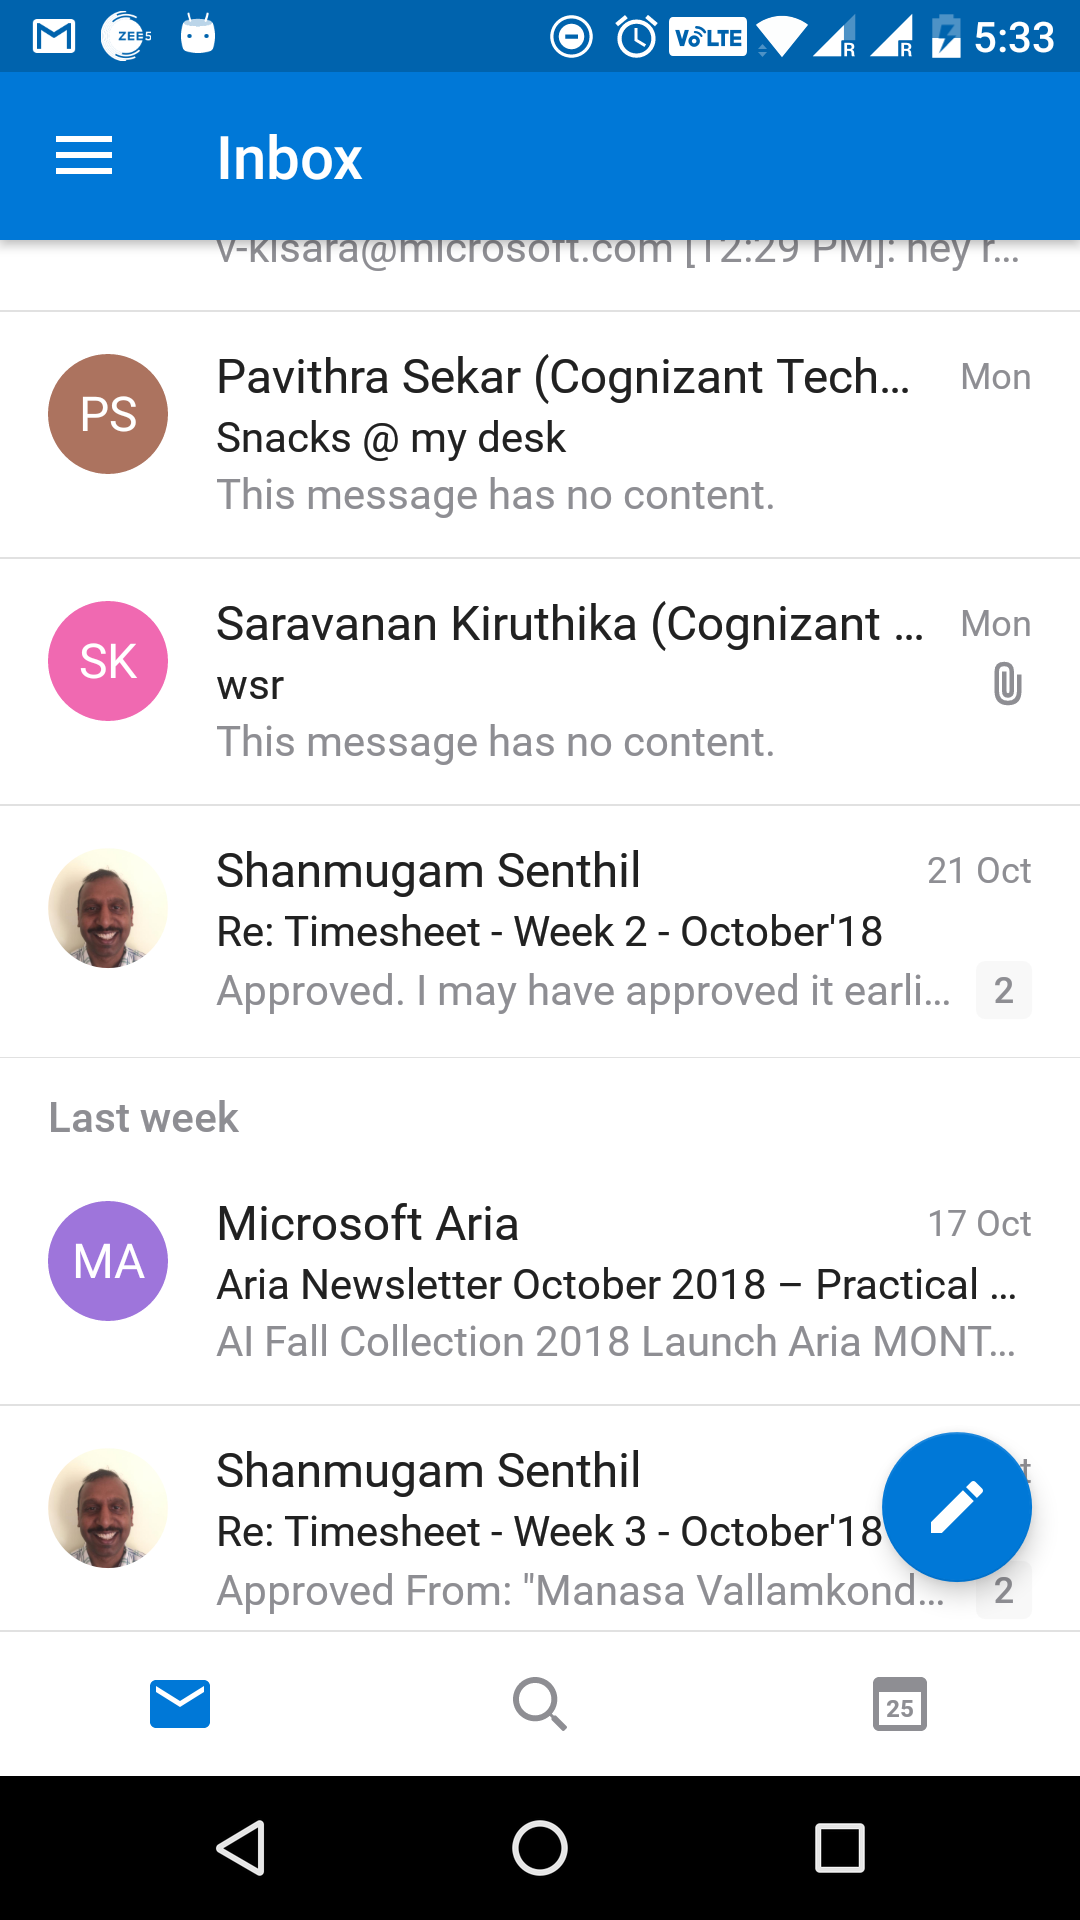 ZEE5
VoLTE
R
R
5:33
Inbox
v-kisara@microsoft.com [12:29 PM]: hey r...
PS
Pavithra Sekar (Cognizant Tech...
Mon
Snacks @ my desk
This message has no content.
SK
Saravanan Kiruthika (Cognizant ...
Mon
wsr
This message has no content.
Shanmugam Senthil
21 Oct
Re: Timesheet - Week 2 - October'18
Approved. I may have approved it earli...
2
Last week
MA
Microsoft Aria
17 Oct
Aria Newsletter October 2018 – Practical ...
AI Fall Collection 2018 Launch Aria MONT...
Shanmugam Senthil
Re: Timesheet - Week 3 - October'18
Approved From: "Manasa Vallamkond...
2
25